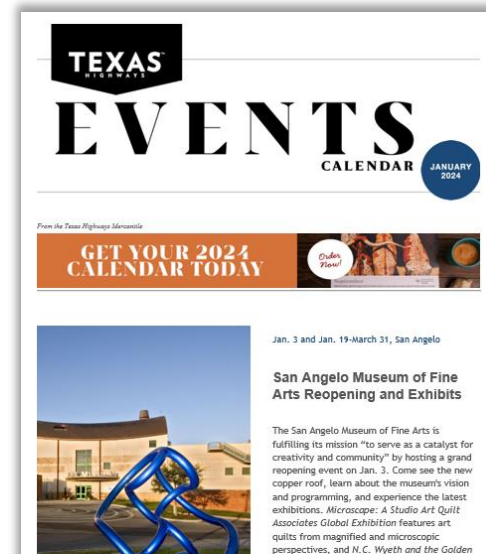 TEXAS
HIGHWAYS
EVENTS
CALENDAR
JANUARY
2024
From the Texas Highways Mercantile
GET YOUR 2024
CALENDAR TODAY
Order
Now!
Jan. 3 and Jan. 19-March 31, San Angelo
San Angelo Museum of Fine
Arts Reopening and Exhibits
The San Angelo Museum of Fine Arts is
fulfilling its mission “to serve as a catalyst for
creativity and community” by hosting a grand
reopening event on Jan. 3. Come see the new
copper roof, learn about the museum's vision
and programming, and experience the latest
exhibitions. Microscape: A Studio Art Quilt
Associates Global Exhibition features art
quilts from magnified and microscopic
perspectives, and N.C. Wyeth and the Golden